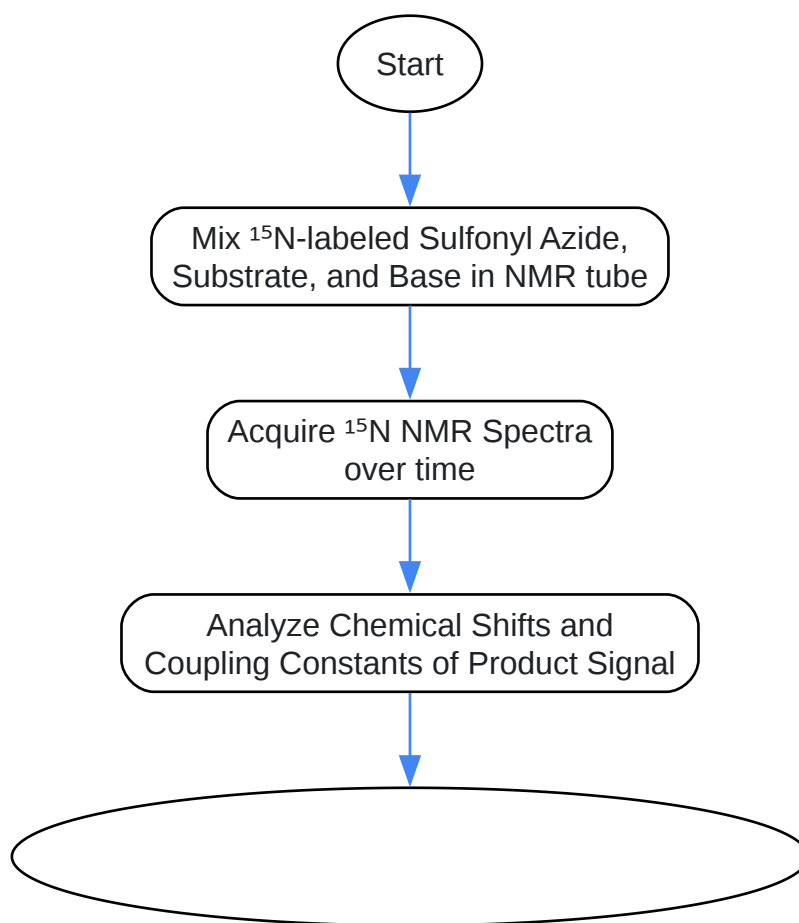 Start
Mix ¹⁵N-labeled Sulfonyl Azide,
Substrate, and Base in NMR tube
Acquire ¹⁵N NMR Spectra
over time
Analyze Chemical Shifts and
Coupling Constants of Product Signal